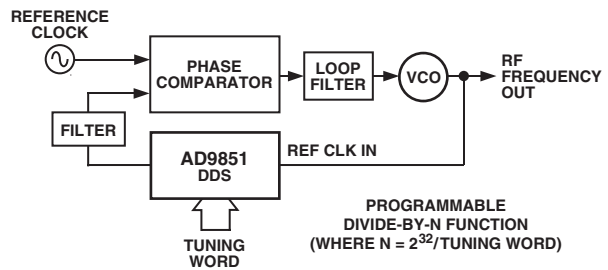 REFERENCE
CLOCK
PHASE
COMPARATOR
LOOP
FILTER
VCO
RF
FREQUENCY
OUT
FILTER
AD9851
DDS
REF CLK IN
TUNING
WORD
PROGRAMMABLE
DIVIDE-BY-N FUNCTION
(WHERE N = 2³²/TUNING WORD)